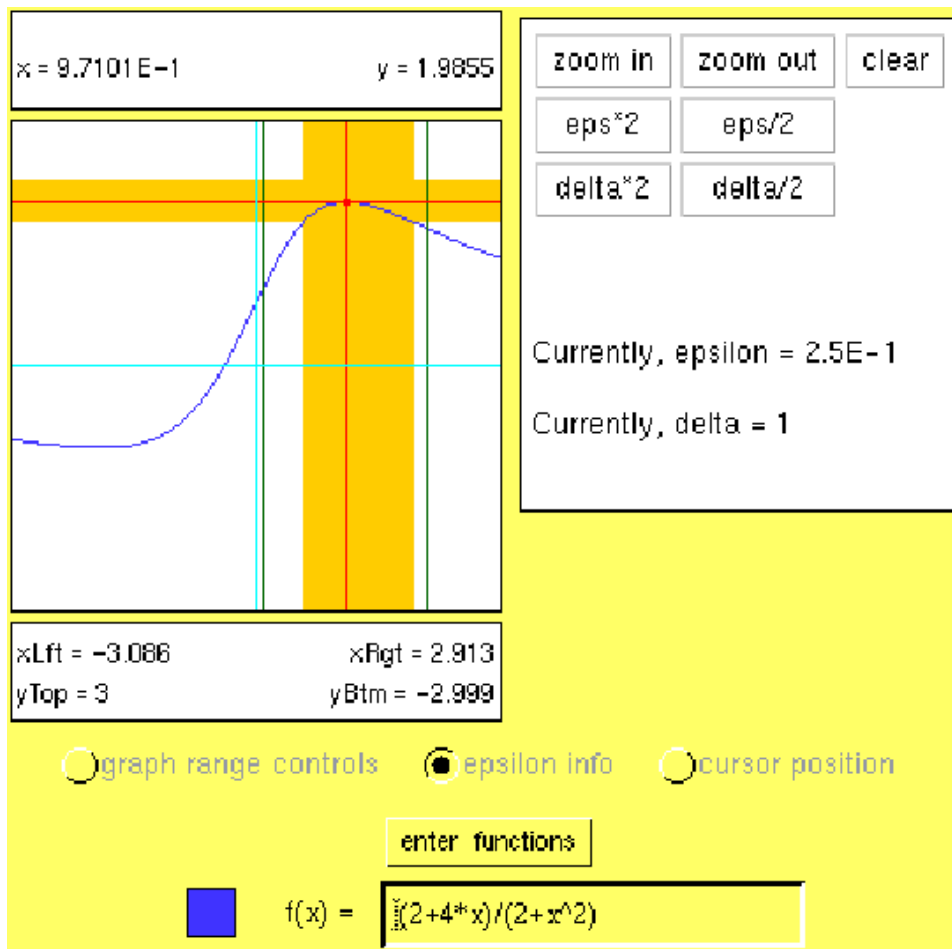 x = 9.7101E-1 y = 1.9855
zoom in zoom out clear
eps*2 eps/2
delta*2 delta/2
Currently, epsilon = 2.5E-1
Currently, delta = 1
xLft = -3.086 xRgt = 2.913
yTop = 3 yBtm = -2.999
graph range controls epsilon info cursor position
enter functions
f(x) = (2+4*x)/(2+x^2)